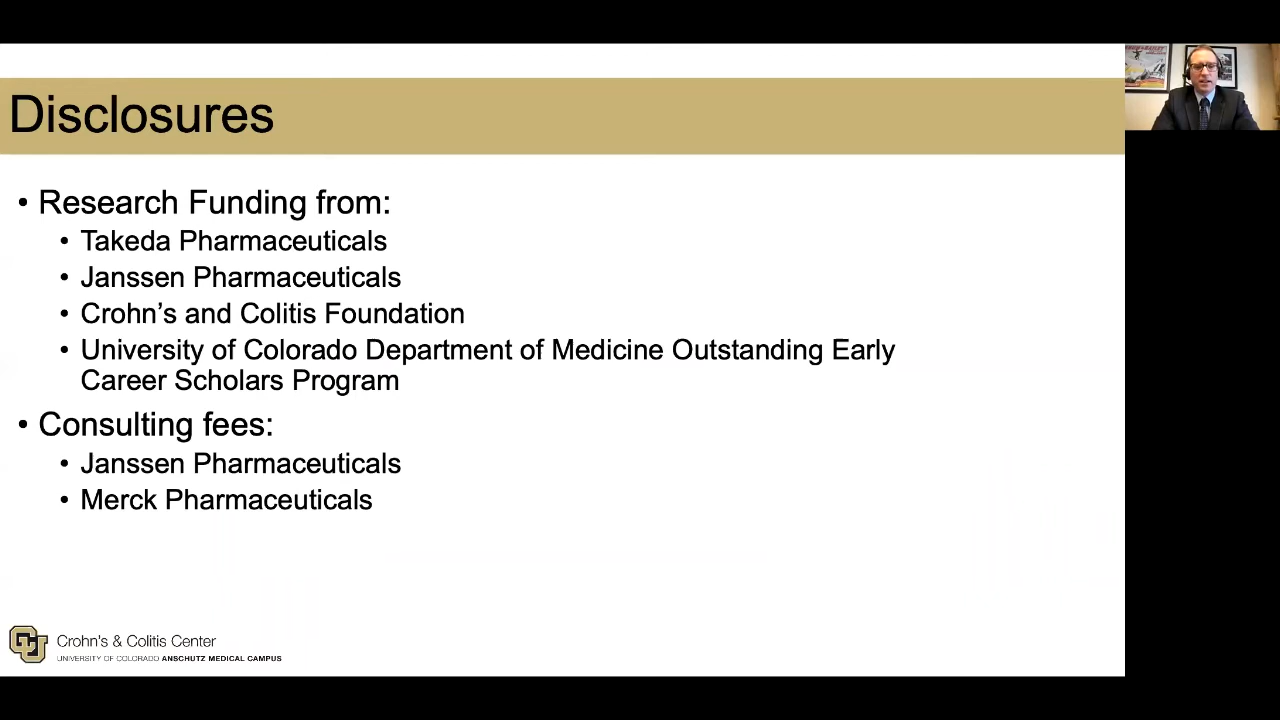 Disclosures
• Research Funding from:
• Takeda Pharmaceuticals
• Janssen Pharmaceuticals
• Crohn’s and Colitis Foundation
• University of Colorado Department of Medicine Outstanding Early
Career Scholars Program
• Consulting fees:
• Janssen Pharmaceuticals
• Merck Pharmaceuticals
CU
Crohn's & Colitis Center
UNIVERSITY OF COLORADO ANSCHUTZ MEDICAL CAMPUS